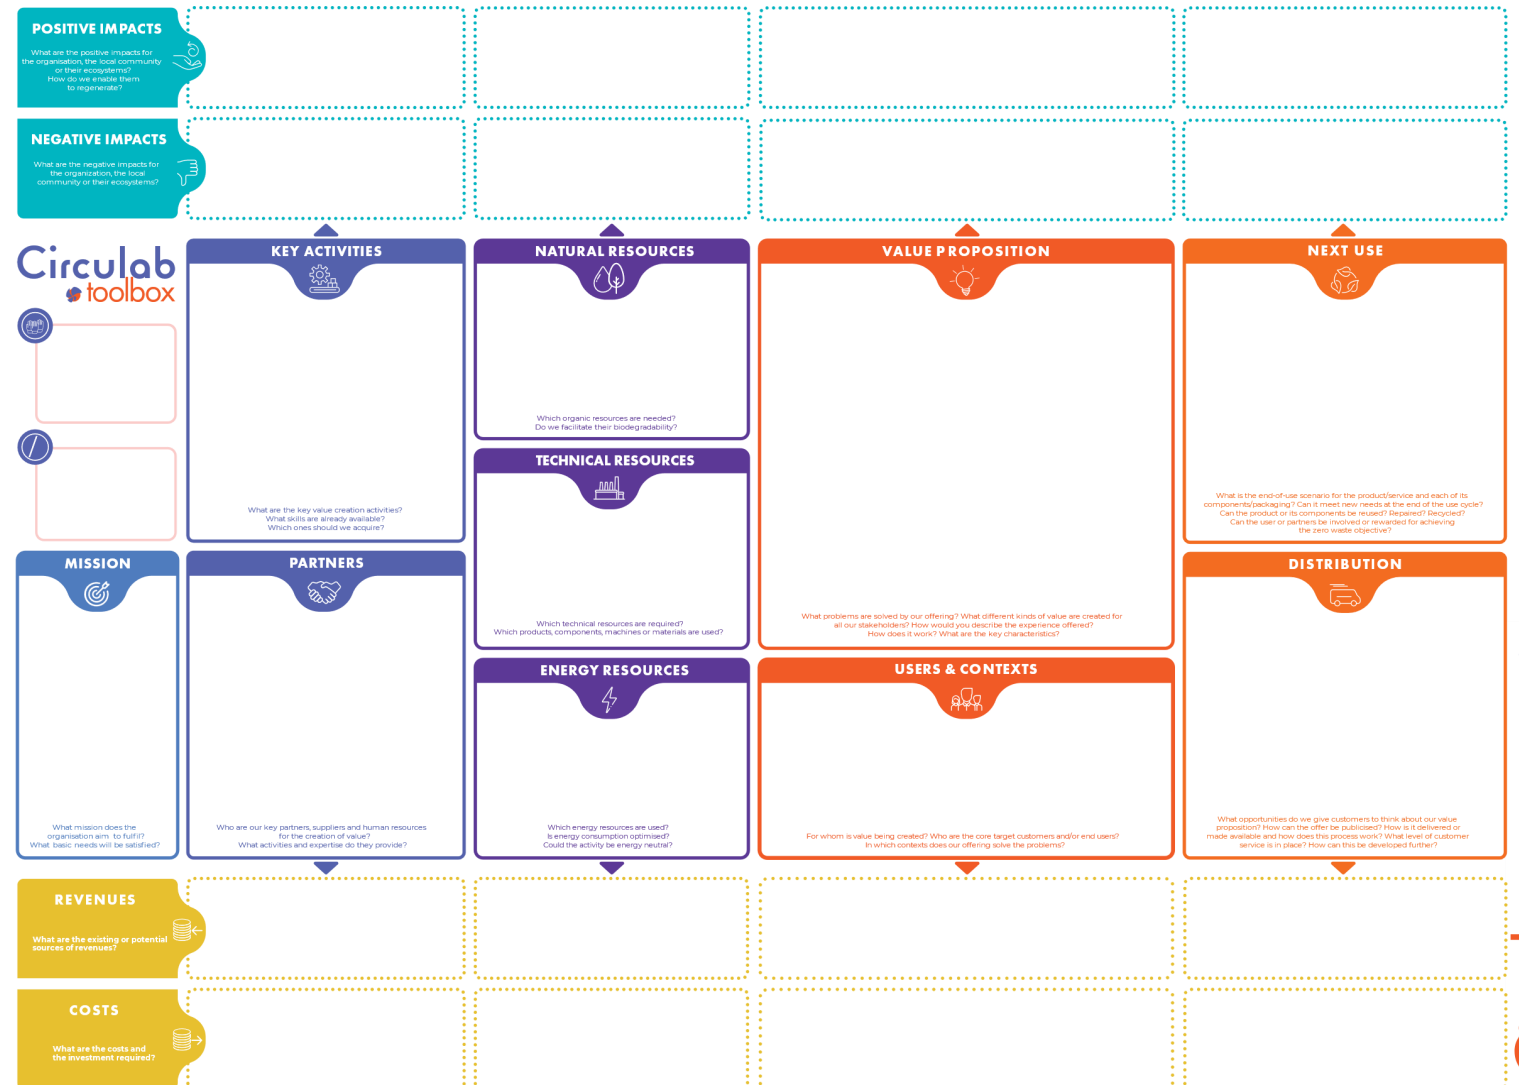 POSITIVE IMPACTS
What are the positive impacts for
the organisation, the local community
or their ecosystems?
How do we enable them
to regenerate?
NEGATIVE IMPACTS
What are the negative impacts for
the organization, the local
community or their ecosystems?
Circulab
toolbox
KEY ACTIVITIES
What are the key value creation activities?
What skills are already available?
Which ones should we acquire?
NATURAL RESOURCES
Which organic resources are needed?
Do we facilitate their biodegradability?
TECHNICAL RESOURCES
Which technical resources are required?
Which products, components, machines or materials are used?
VALUE PROPOSITION
What problems are solved by our offering? What different kinds of value are created for
all our stakeholders? How would you describe the experience offered?
How does it work? What are the key characteristics?
NEXT USE
What is the end-of-use scenario for the product/service and each of its
components/packaging? Can it meet new needs at the end of the use cycle?
Can the product or its components be reused? Repaired? Recycled?
Can the user or partners be involved or rewarded for achieving
the zero waste objective?
MISSION
What mission does the
organisation aim to fulfil?
What basic needs will be satisfied?
PARTNERS
Who are our key partners, suppliers and human resources
for the creation of value?
What activities and expertise do they provide?
ENERGY RESOURCES
Which energy resources are used?
Is energy consumption optimised?
Could the activity be energy neutral?
USERS & CONTEXTS
For whom is value being created? Who are the core target customers and/or end users?
In which contexts does our offering solve the problems?
DISTRIBUTION
What opportunities do we give customers to think about our value
proposition? How can the offer be publicised? How is it delivered or
made available and how does this process work? What level of customer
service is in place? How can this be developed further?
REVENUES
What are the existing or potential
sources of revenues?
COSTS
What are the costs and
the investment required?